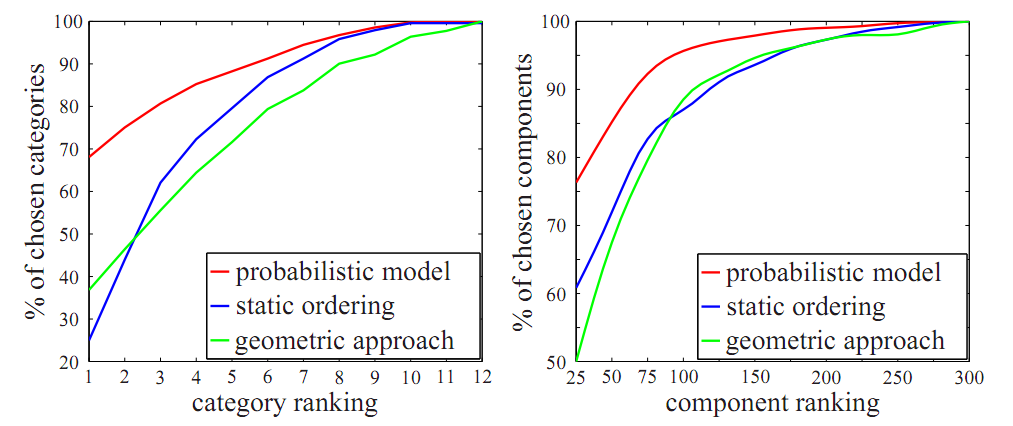 % of chosen categories
100
90
80
70
60
50
40
30
20
probabilistic model
static ordering
geometric approach
1 2 3 4 5 6 7 8 9 10 11 12
category ranking
% of chosen components
100
90
80
70
60
50
probabilistic model
static ordering
geometric approach
25 50 75 100 150 200 250 300
component ranking